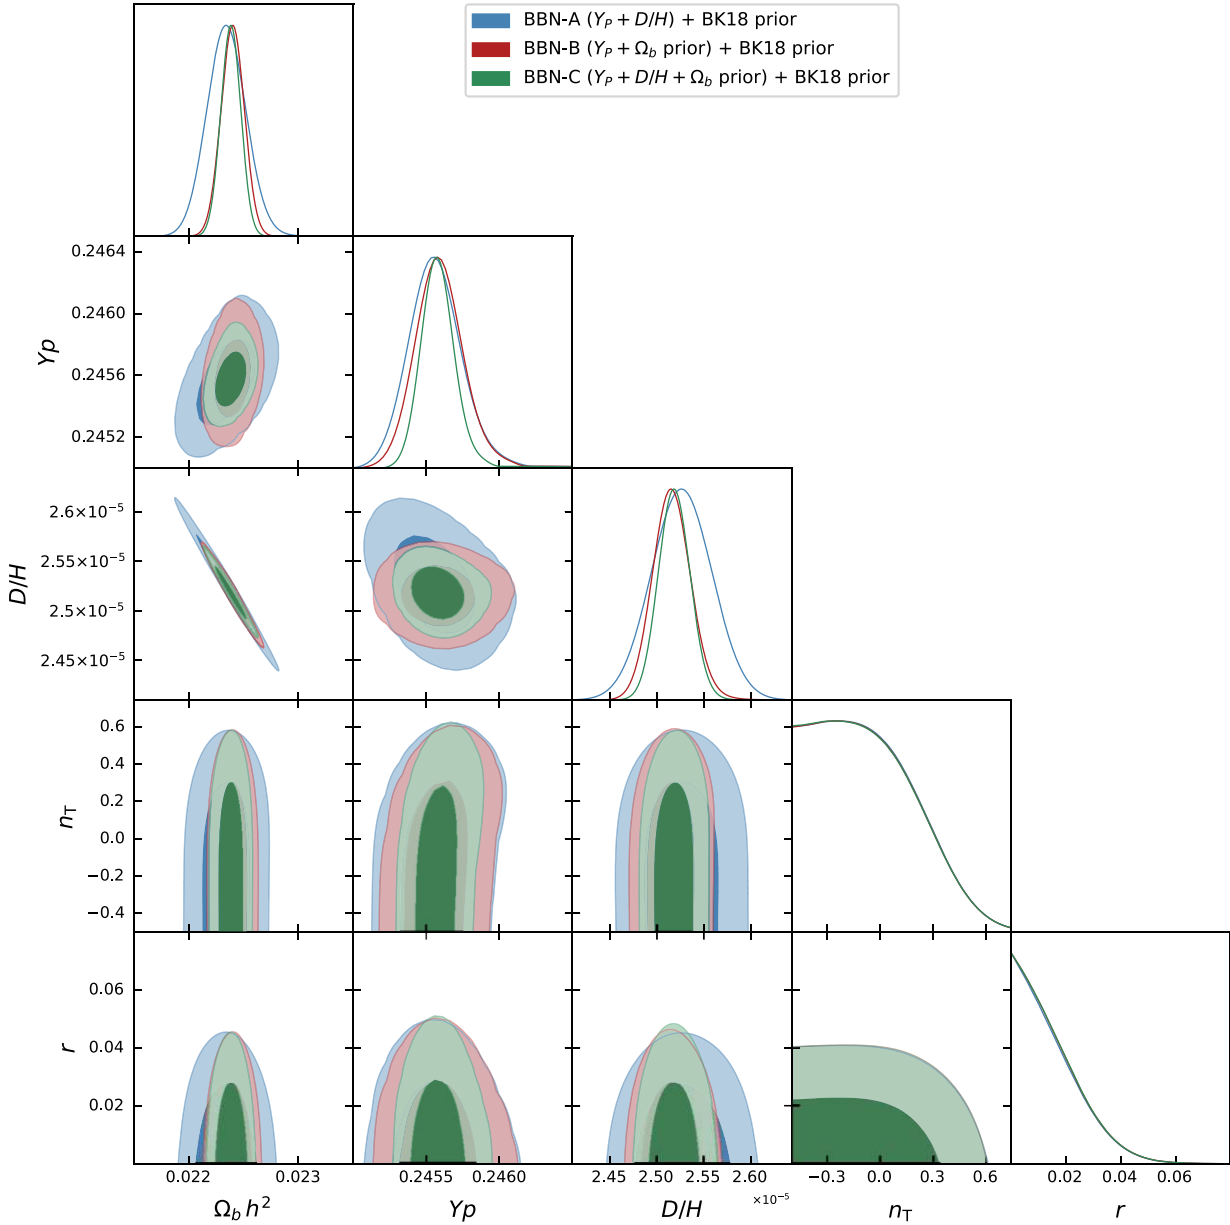 BBN-A (Y_P + D/H) + BK18 prior
BBN-B (Y_P + Ω_b prior) + BK18 prior
BBN-C (Y_P + D/H + Ω_b prior) + BK18 prior
0.2464
0.2460
0.2456
0.2452
Yp
2.6×10⁻⁵
2.55×10⁻⁵
2.5×10⁻⁵
2.45×10⁻⁵
D/H
0.6
0.4
0.2
0.0
−0.2
−0.4
n_T
0.06
0.04
0.02
r
0.022 0.023
0.2455 0.2460
2.45 2.50 2.55 2.60
×10⁻⁵
−0.3 0.0 0.3 0.6
0.02 0.04 0.06
Ω_b h²
Yp
D/H
n_T
r